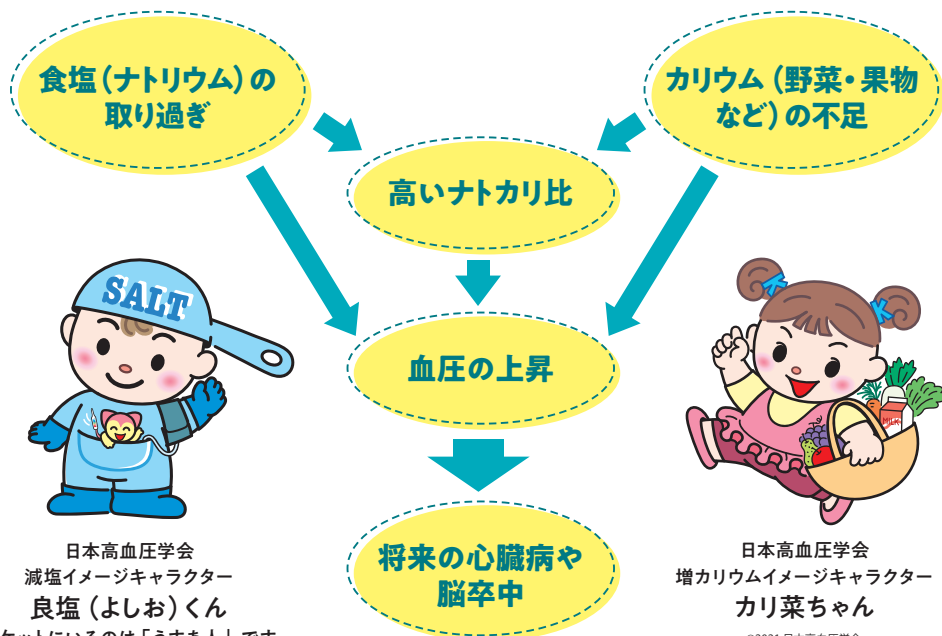 食塩(ナトリウム)の
取り過ぎ
カリウム(野菜・果物
など)の不足
高いナトカリ比
血圧の上昇
将来の心臓病や
脳卒中
SALT
MILK
日本高血圧学会
減塩イメージキャラクター
良塩(よしお)くん
日本高血圧学会
増カリウムイメージキャラクター
カリ菜ちゃん